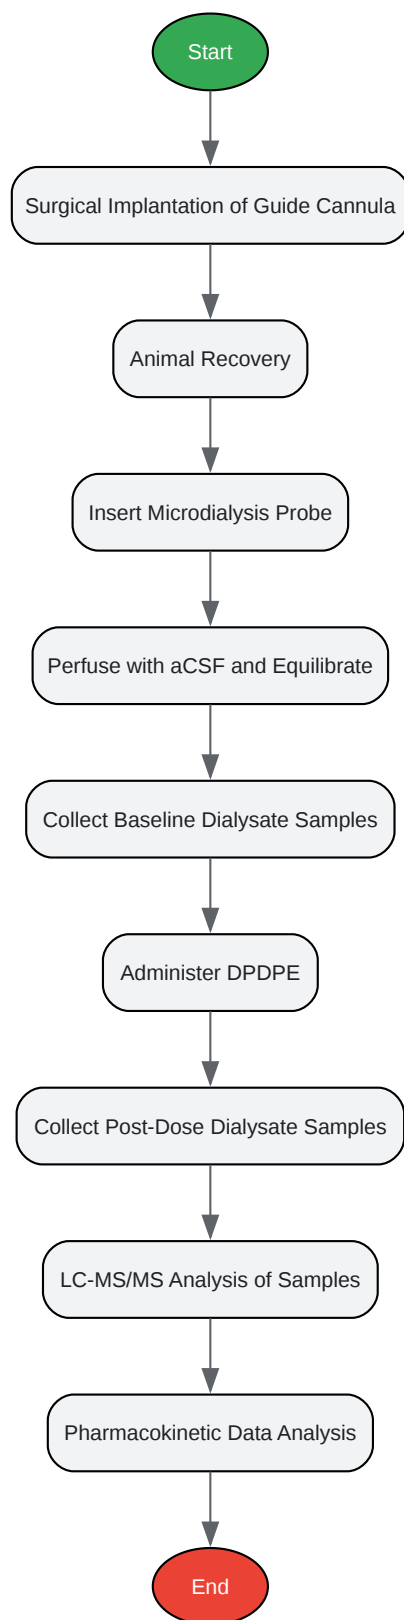 Start
Surgical Implantation of Guide Cannula
Animal Recovery
Insert Microdialysis Probe
Perfuse with aCSF and Equilibrate
Collect Baseline Dialysate Samples
Administer DPDPE
Collect Post-Dose Dialysate Samples
LC-MS/MS Analysis of Samples
Pharmacokinetic Data Analysis
End